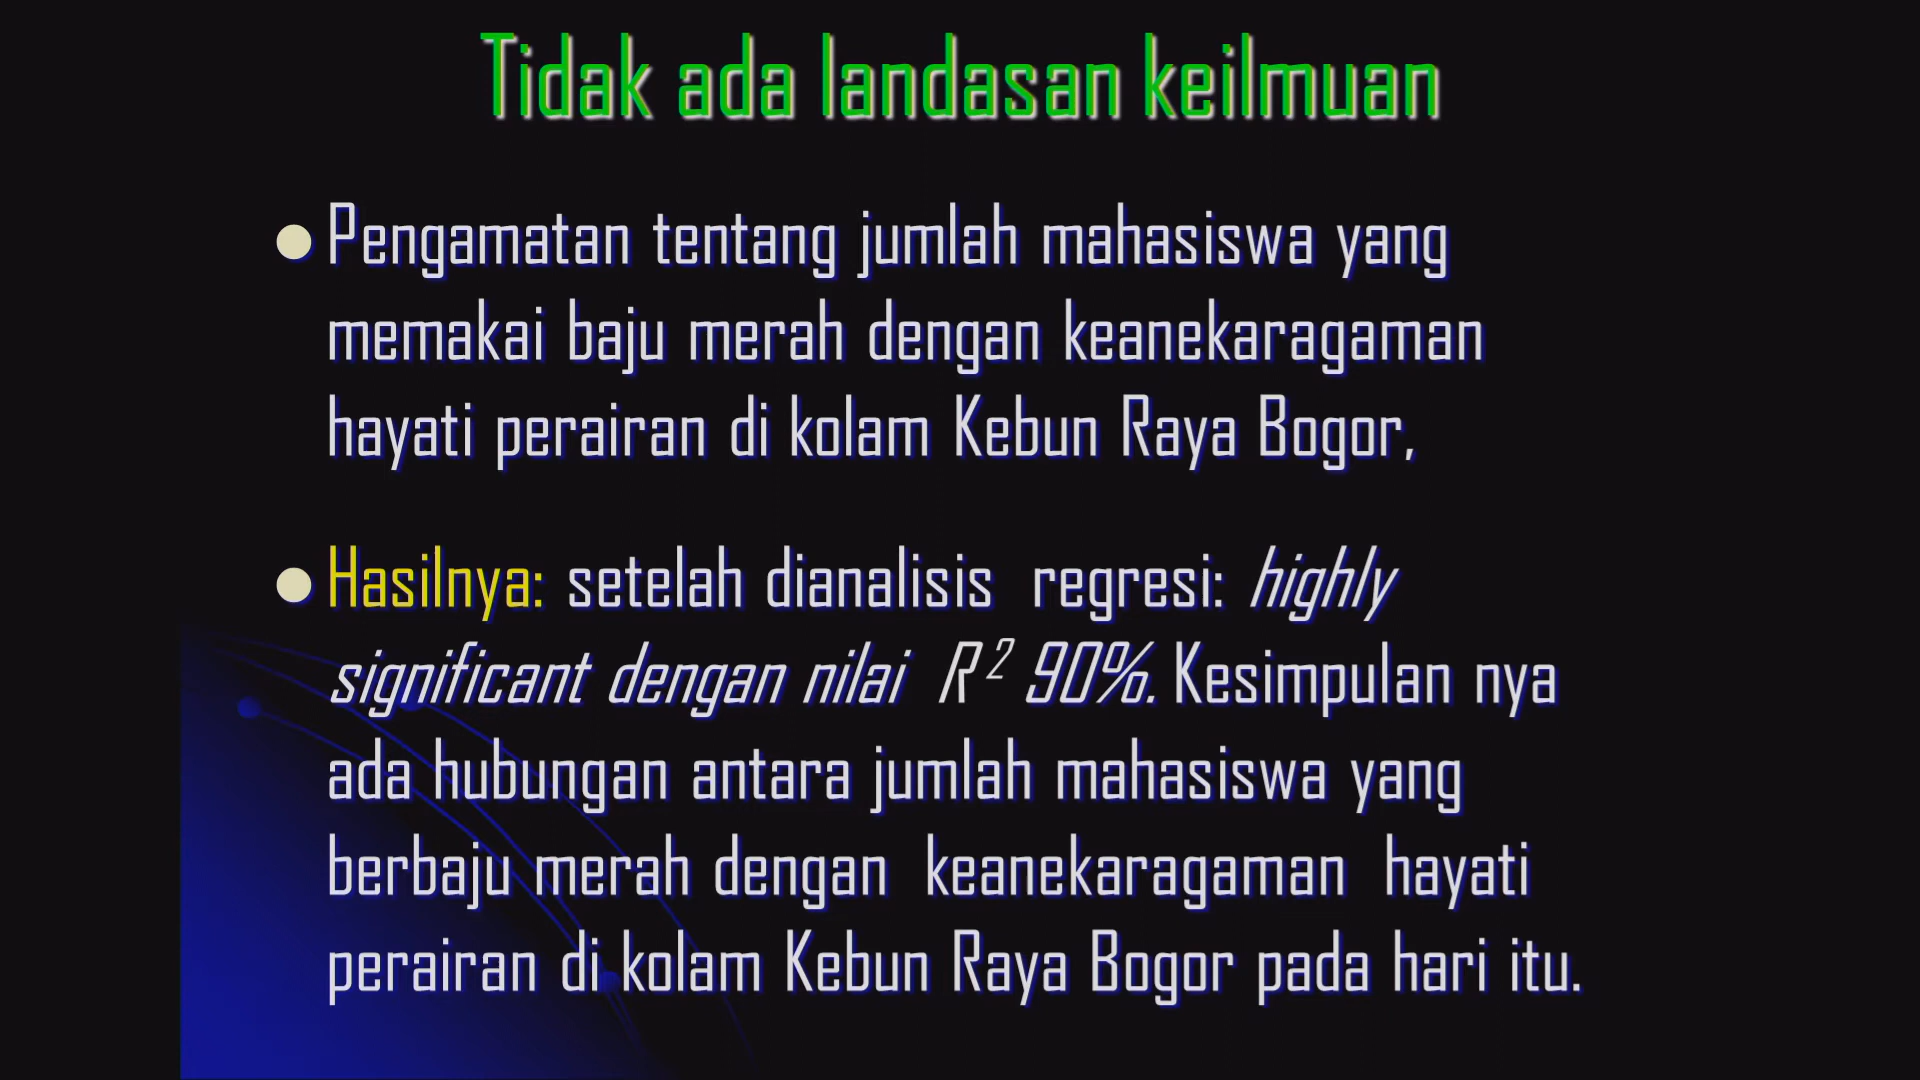 Tidak ada landasan keilmuan
Pengamatan tentang jumlah mahasiswa yang
memakai baju merah dengan keanekaragaman
hayati perairan di kolam Kebun Raya Bogor,
Hasilnya: setelah dianalisis regresi: highly
significant dengan nilai R² 90%. Kesimpulan nya
ada hubungan antara jumlah mahasiswa yang
berbaju merah dengan keanekaragaman hayati
perairan di kolam Kebun Raya Bogor pada hari itu.